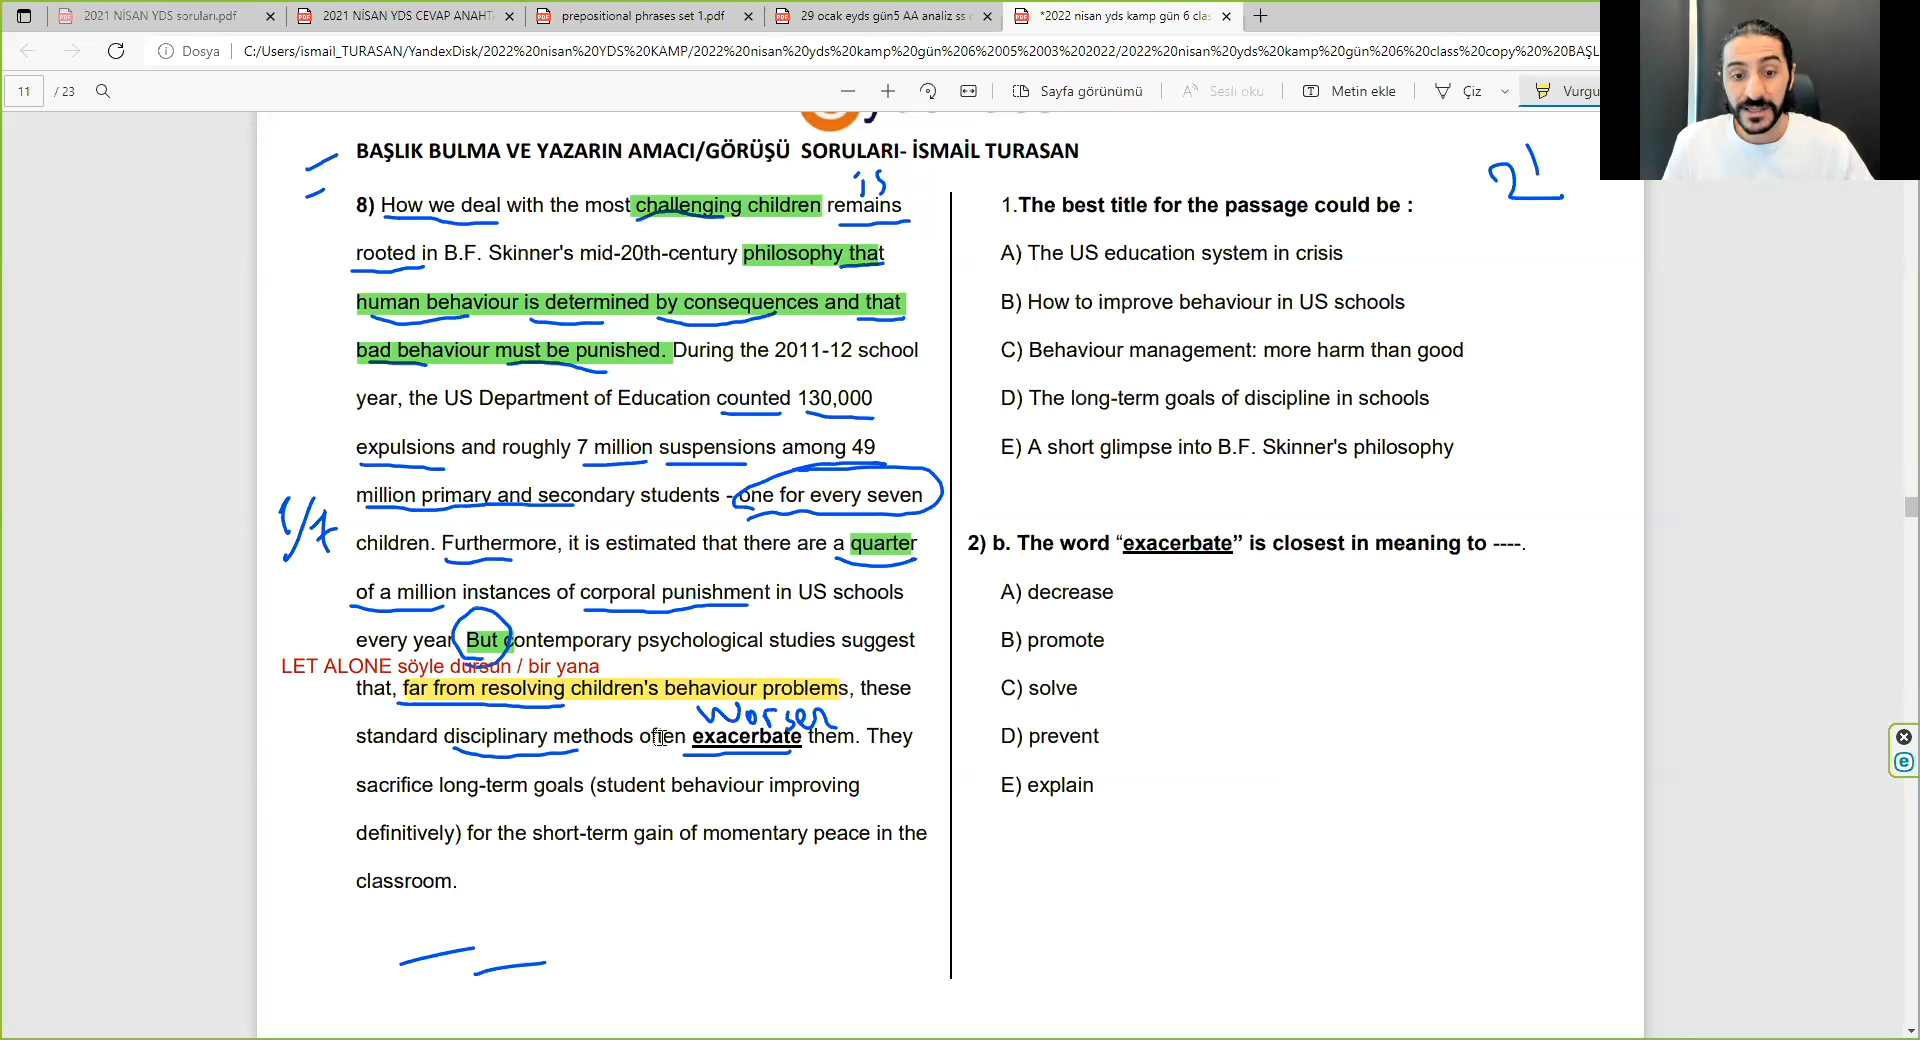 2021 NİSAN YDS soruları.pdf
2021 NİSAN YDS CEVAP ANAHT
prepositional phrases set 1.pdf
29 ocak eyds gün5 AA analiz ss
*2022 nisan yds kamp gün 6 clas
Dosya
C:/Users/ismail_TURASAN/YandexDisk/2022%20nisan%20YDS%20KAMP/2022%20nisan%20yds%20kamp%20gün%206%2005%2003%202022/2022%20nisan%20yds%20kamp%20gün%206%20class%20copy%20%20BAŞL
11 / 23
Sayfa görünümü
Sesli oku
Metin ekle
Çiz
Vurgu
BAŞLIK BULMA VE YAZARIN AMACI/GÖRÜŞÜ SORULARI- İSMAİL TURASAN
21
is
8) How we deal with the most challenging children remains
rooted in B.F. Skinner's mid-20th-century philosophy that
human behaviour is determined by consequences and that
bad behaviour must be punished. During the 2011-12 school
year, the US Department of Education counted 130,000
expulsions and roughly 7 million suspensions among 49
million primary and secondary students - one for every seven
1/7
children. Furthermore, it is estimated that there are a quarter
of a million instances of corporal punishment in US schools
every year. But contemporary psychological studies suggest
LET ALONE söyle dursun / bir yana
that, far from resolving children's behaviour problems, these
worsen
standard disciplinary methods often exacerbate them. They
sacrifice long-term goals (student behaviour improving
definitively) for the short-term gain of momentary peace in the
classroom.
1.The best title for the passage could be :
A) The US education system in crisis
B) How to improve behaviour in US schools
C) Behaviour management: more harm than good
D) The long-term goals of discipline in schools
E) A short glimpse into B.F. Skinner's philosophy
2) b. The word “exacerbate” is closest in meaning to ----.
A) decrease
B) promote
C) solve
D) prevent
E) explain